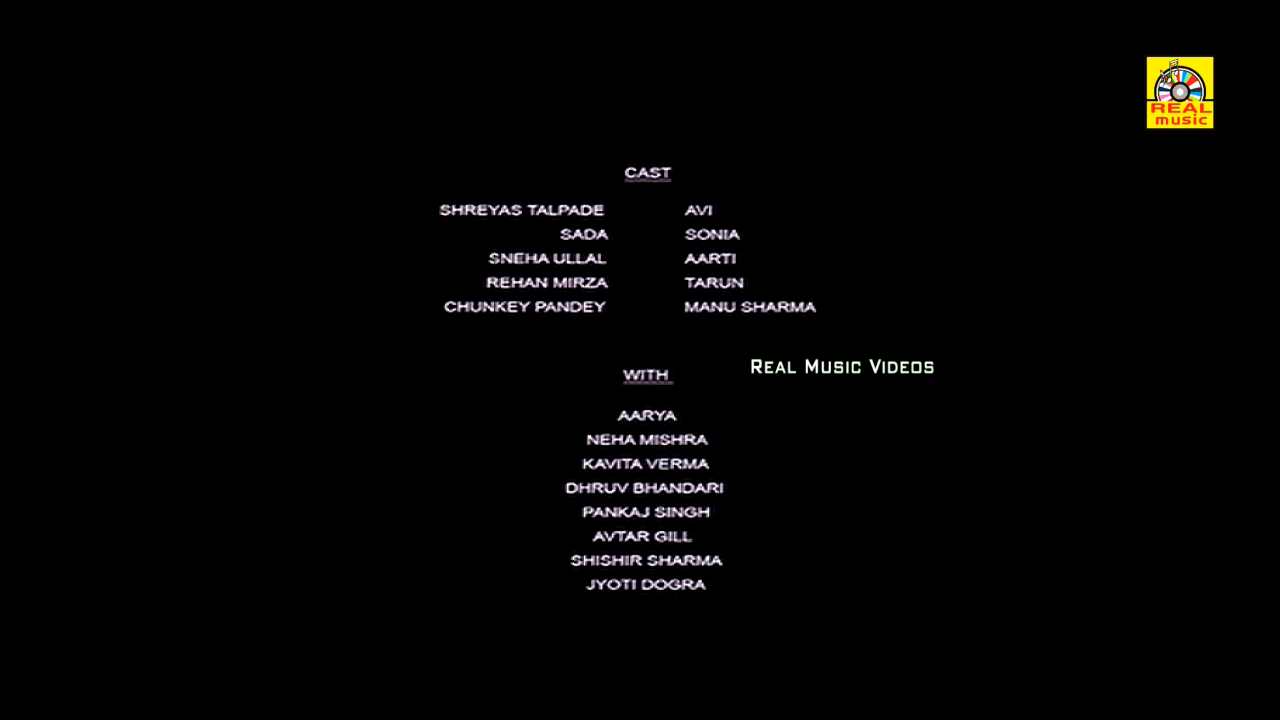 REAL
music
CAST
SHREYAS TALPADE AVI
SADA SONIA
SNEHA ULLAL AARTI
REHAN MIRZA TARUN
CHUNKEY PANDEY MANU SHARMA
REAL MUSIC VIDEOS
WITH
AARYA
NEHA MISHRA
KAVITA VERMA
DHRUV BHANDARI
PANKAJ SINGH
AVTAR GILL
SHISHIR SHARMA
JYOTI DOGRA